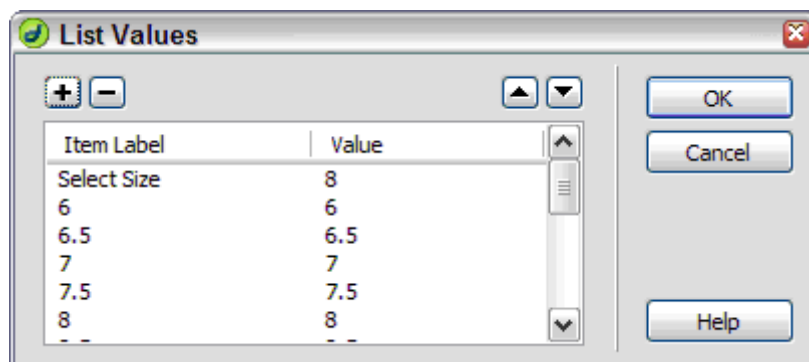 List Values
OK
Cancel
Item Label Value
Select Size 8
6 6
6.5 6.5
7 7
7.5 7.5
8 8
Help